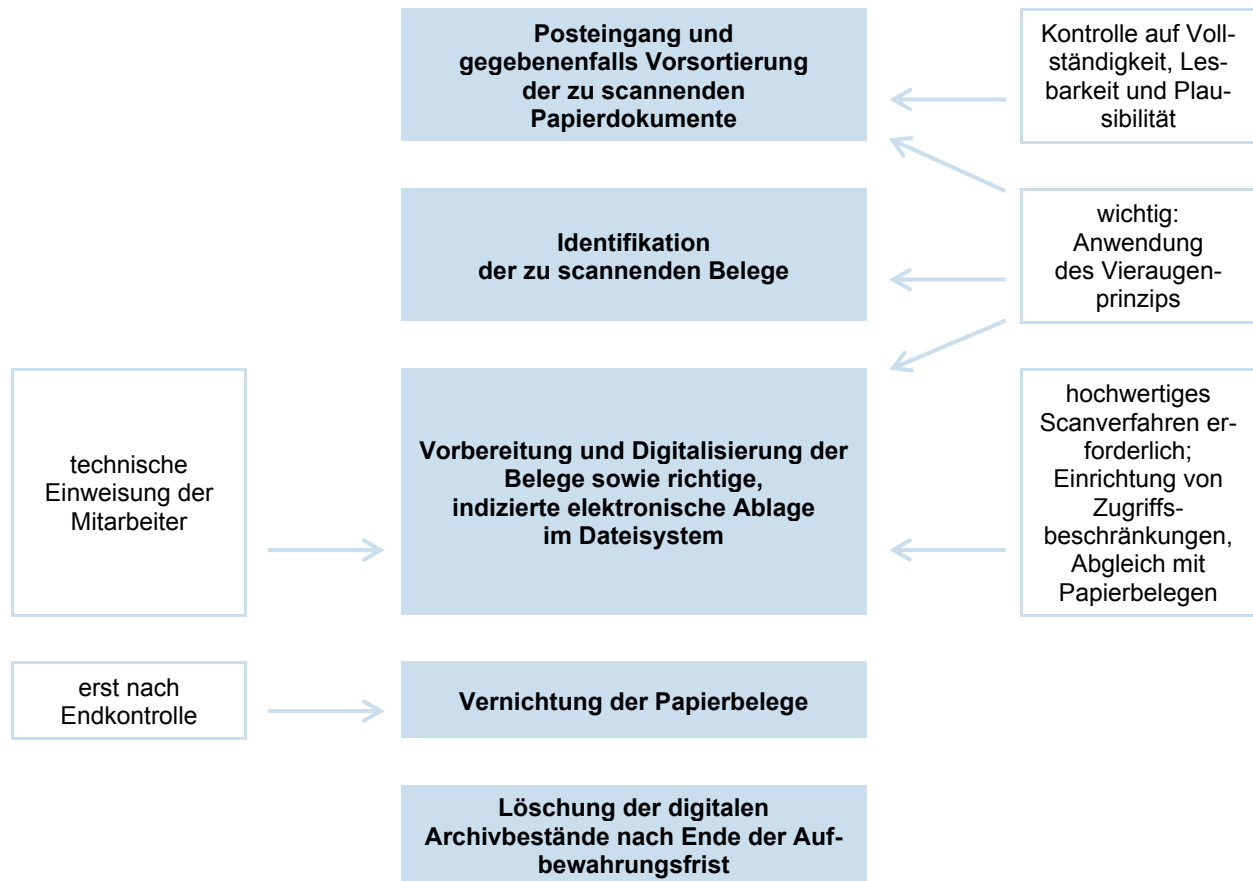 Posteingang und
gegebenenfalls Vorsortierung
der zu scannenden
Papierdokumente
Kontrolle auf Voll-
ständigkeit, Les-
barkeit und Plau-
sibilität
Identifikation
der zu scannenden Belege
wichtig:
Anwendung
des Vieraugen-
prinzips
technische
Einweisung der
Mitarbeiter
Vorbereitung und Digitalisierung der
Belege sowie richtige,
indizierte elektronische Ablage
im Dateisystem
hochwertiges
Scanverfahren er-
forderlich;
Einrichtung von
Zugriffs-
beschränkungen,
Abgleich mit
Papierbelegen
erst nach
Endkontrolle
Vernichtung der Papierbelege
Löschung der digitalen
Archivbestände nach Ende der Auf-
bewahrungsfrist